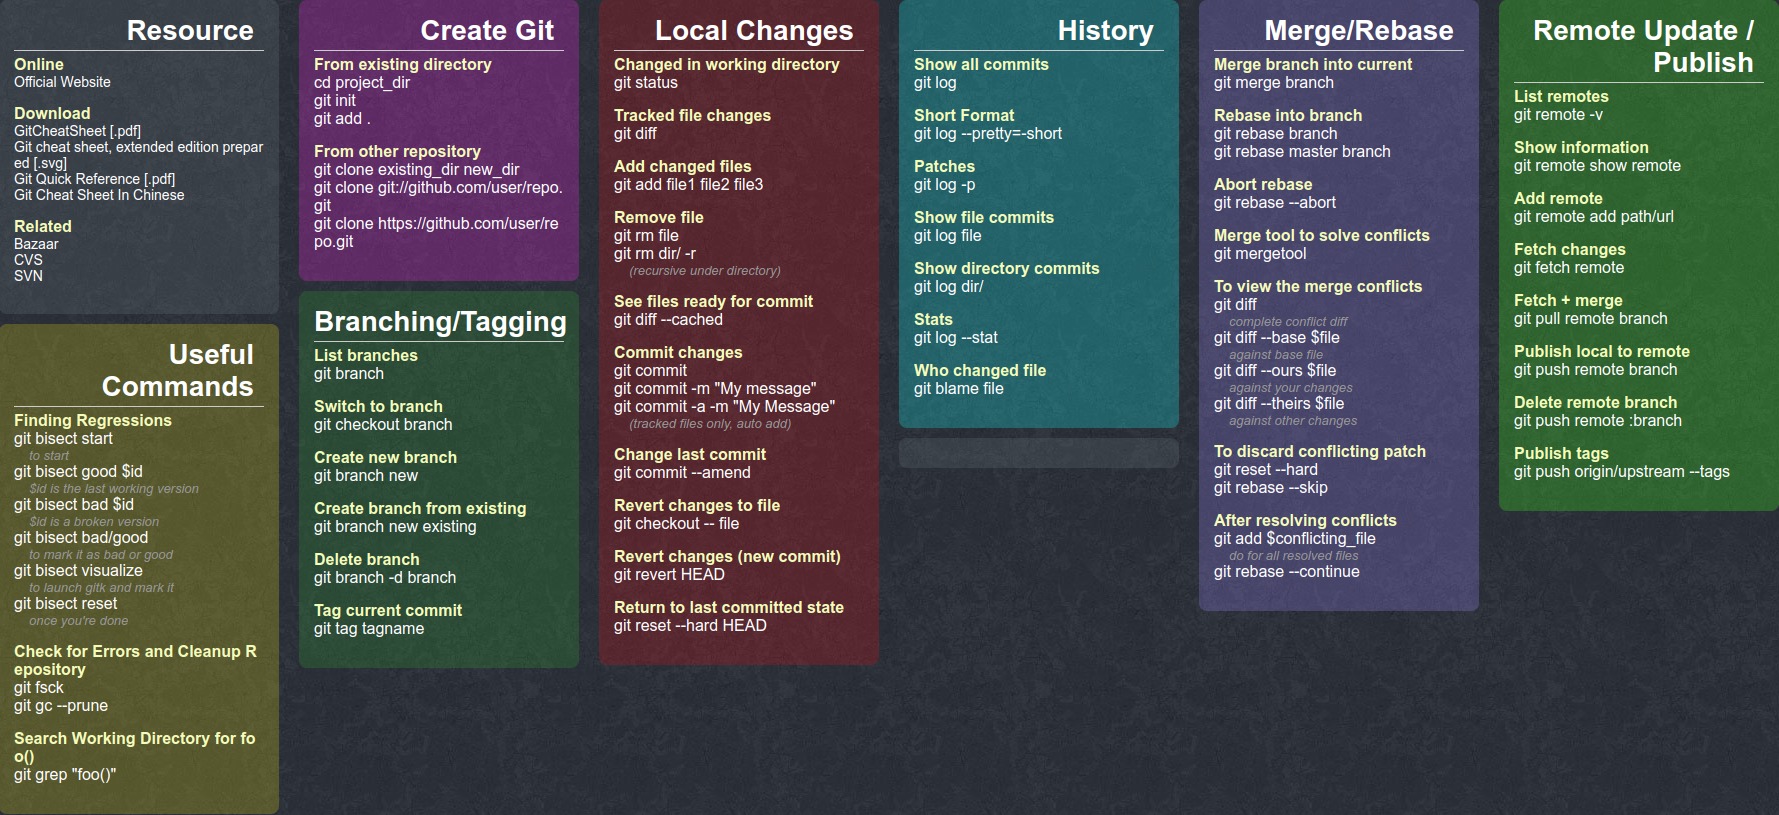 Resource
Online
Official Website
Download
GitCheatSheet [.pdf]
Git cheat sheet, extended edition prepar
ed [.svg]
Git Quick Reference [.pdf]
Git Cheat Sheet In Chinese
Related
Bazaar
CVS
SVN
Useful
Commands
Finding Regressions
git bisect start
to start
git bisect good $id
$id is the last working version
git bisect bad $id
$id is a broken version
git bisect bad/good
to mark it as bad or good
git bisect visualize
to launch gitk and mark it
git bisect reset
once you're done
Check for Errors and Cleanup R
epository
git fsck
git gc --prune
Search Working Directory for fo
o()
git grep "foo()"
Create Git
From existing directory
cd project_dir
git init
git add .
From other repository
git clone existing_dir new_dir
git clone git://github.com/user/repo.
git
git clone https://github.com/user/re
po.git
Branching/Tagging
List branches
git branch
Switch to branch
git checkout branch
Create new branch
git branch new
Create branch from existing
git branch new existing
Delete branch
git branch -d branch
Tag current commit
git tag tagname
Local Changes
Changed in working directory
git status
Tracked file changes
git diff
Add changed files
git add file1 file2 file3
Remove file
git rm file
git rm dir/ -r
(recursive under directory)
See files ready for commit
git diff --cached
Commit changes
git commit
git commit -m "My message"
git commit -a -m "My Message"
(tracked files only, auto add)
Change last commit
git commit --amend
Revert changes to file
git checkout -- file
Revert changes (new commit)
git revert HEAD
Return to last committed state
git reset --hard HEAD
History
Show all commits
git log
Short Format
git log --pretty=-short
Patches
git log -p
Show file commits
git log file
Show directory commits
git log dir/
Stats
git log --stat
Who changed file
git blame file
Merge/Rebase
Merge branch into current
git merge branch
Rebase into branch
git rebase branch
git rebase master branch
Abort rebase
git rebase --abort
Merge tool to solve conflicts
git mergetool
To view the merge conflicts
git diff
complete conflict diff
git diff --base $file
against base file
git diff --ours $file
against your changes
git diff --theirs $file
against other changes
To discard conflicting patch
git reset --hard
git rebase --skip
After resolving conflicts
git add $conflicting_file
do for all resolved files
git rebase --continue
Remote Update /
Publish
List remotes
git remote -v
Show information
git remote show remote
Add remote
git remote add path/url
Fetch changes
git fetch remote
Fetch + merge
git pull remote branch
Publish local to remote
git push remote branch
Delete remote branch
git push remote :branch
Publish tags
git push origin/upstream --tags